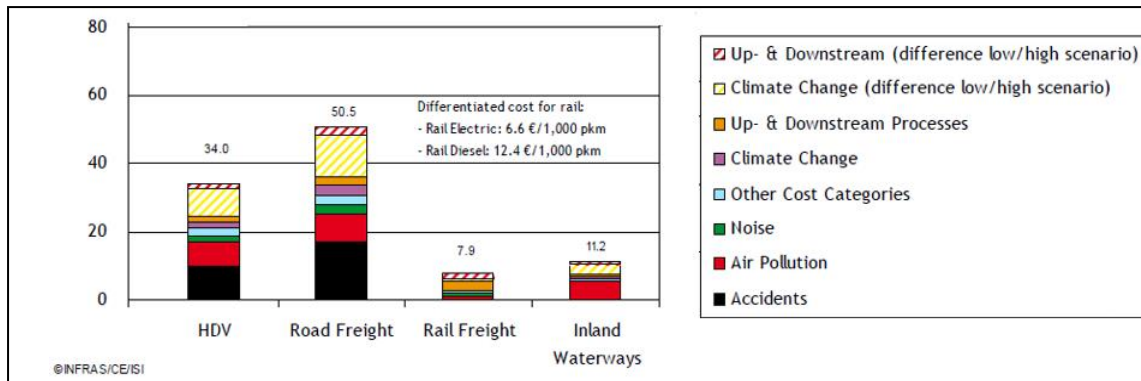 80
60
40
20
0
34.0
50.5
7.9
11.2
Differentiated cost for rail:
- Rail Electric: 6.6 €/1,000 pkm
- Rail Diesel: 12.4 €/1,000 pkm
HDV
Road Freight
Rail Freight
Inland
Waterways
©INFRAS/CE/ISI
Up- & Downstream (difference low/high scenario)
Climate Change (difference low/high scenario)
Up- & Downstream Processes
Climate Change
Other Cost Categories
Noise
Air Pollution
Accidents